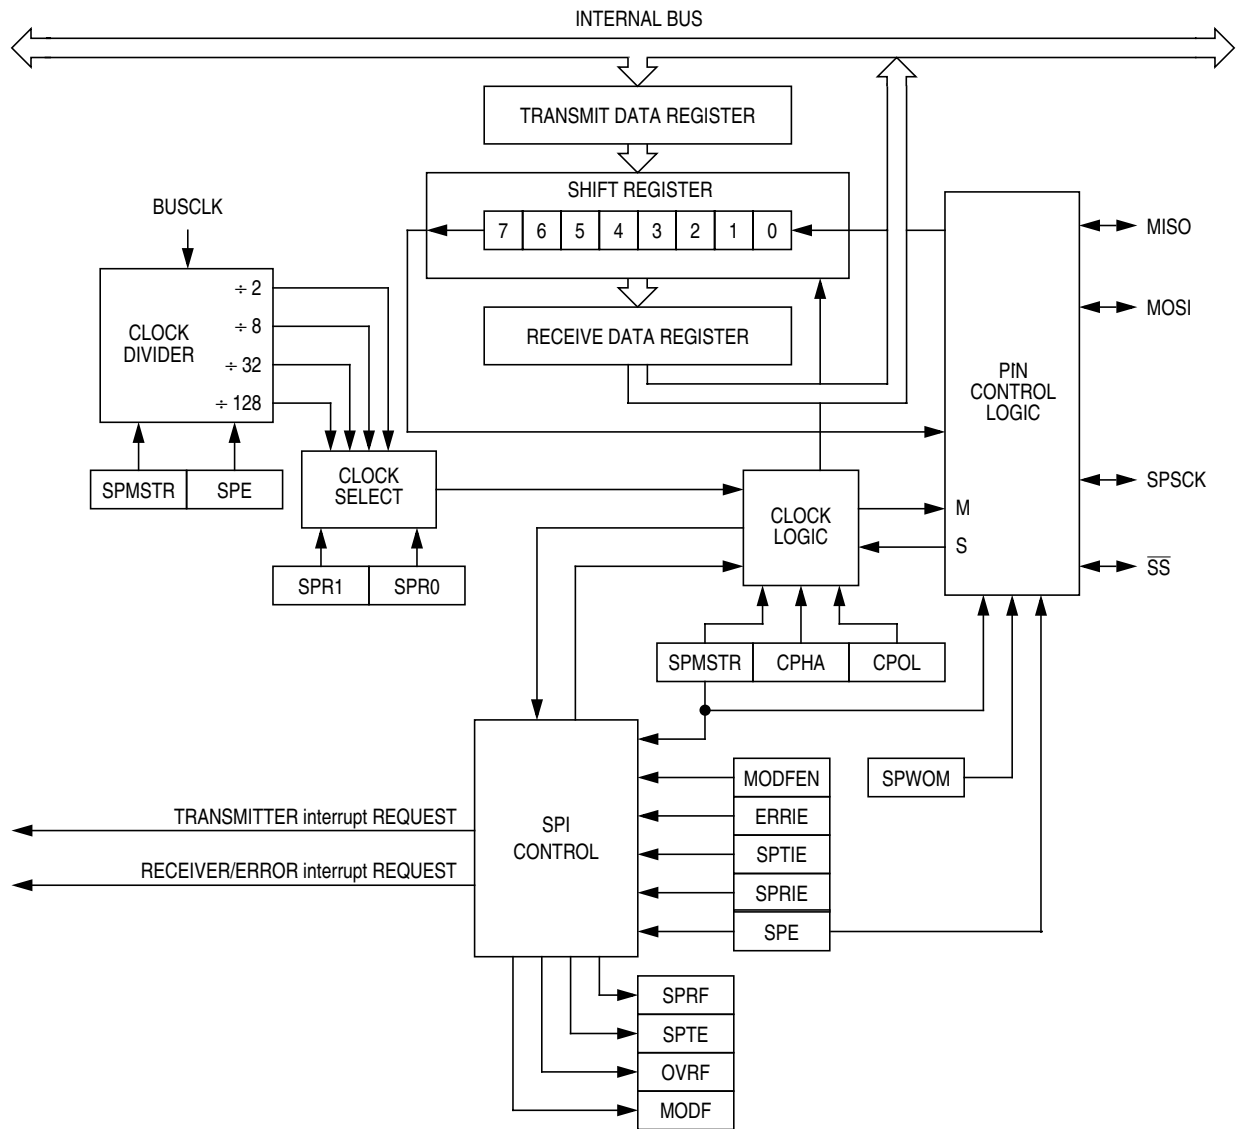 INTERNAL BUS
TRANSMIT DATA REGISTER
SHIFT REGISTER
7 6 5 4 3 2 1 0
BUSCLK
MISO
÷ 2
÷ 8
÷ 32
÷ 128
CLOCK
DIVIDER
RECEIVE DATA REGISTER
MOSI
PIN
CONTROL
LOGIC
SPMSTR SPE
CLOCK
SELECT
SPSCK
CLOCK
LOGIC
M
S
SS
SPR1 SPR0
SPMSTR CPHA CPOL
MODFEN
SPWOM
TRANSMITTER interrupt REQUEST
ERRIE
SPI
CONTROL
SPTIE
RECEIVER/ERROR interrupt REQUEST
SPRIE
SPE
SPRF
SPTE
OVRF
MODF